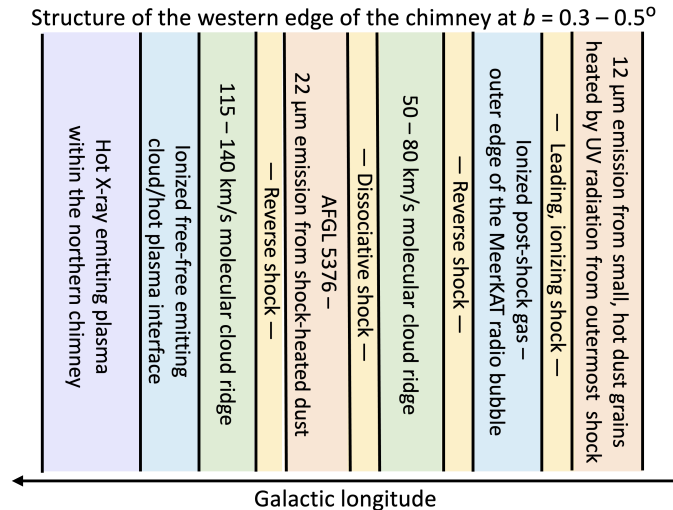 Structure of the western edge of the chimney at b = 0.3 – 0.5°
Hot X-ray emitting plasma
within the northern chimney
Ionized free-free emitting
cloud/hot plasma interface
115 – 140 km/s molecular cloud ridge
— Reverse shock —
AFGL 5376 –
22 μm emission from shock-heated dust
— Dissociative shock —
50 – 80 km/s molecular cloud ridge
— Reverse shock —
Ionized post-shock gas –
outer edge of the MeerKAT radio bubble
— Leading, ionizing shock —
12 μm emission from small, hot dust grains
heated by UV radiation from outermost shock
Galactic longitude